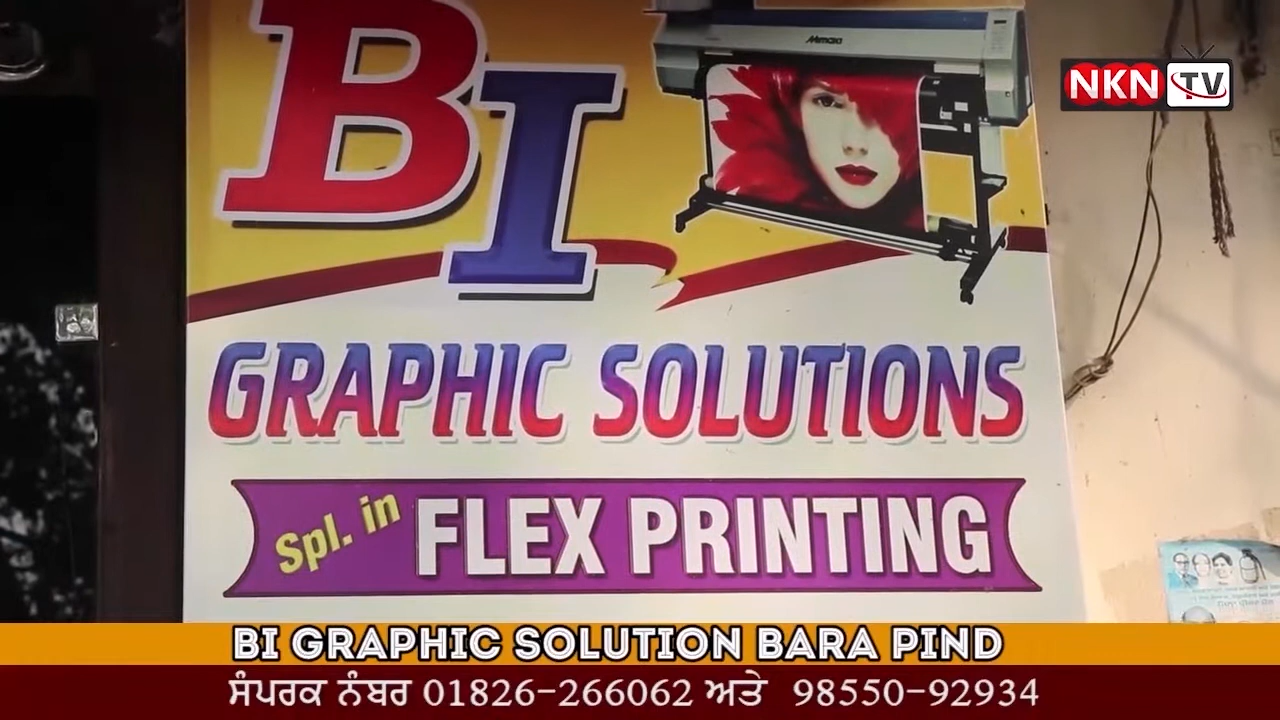 BI
Mimaki
NKN TV
GRAPHIC SOLUTIONS
Spl. in FLEX PRINTING
BI GRAPHIC SOLUTION BARA PIND
ਸੰਪਰਕ ਨੰਬਰ 01826-266062 ਅਤੇ 98550-92934